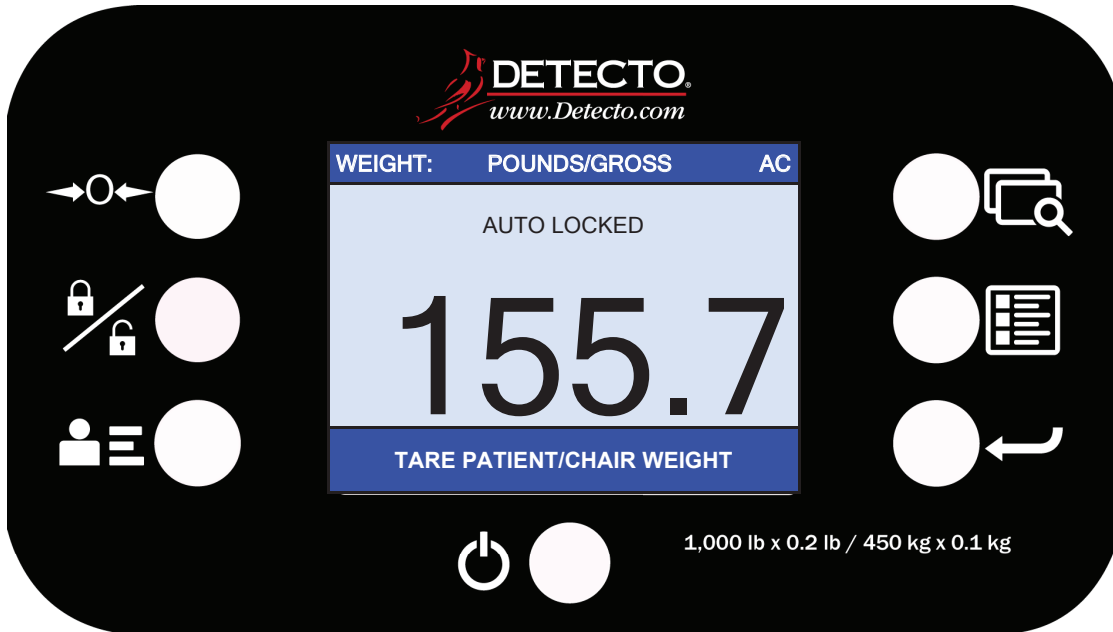 DETECTO®
www.Detecto.com
WEIGHT: POUNDS/GROSS AC
AUTO LOCKED
155.7
TARE PATIENT/CHAIR WEIGHT
1,000 lb x 0.2 lb / 450 kg x 0.1 kg